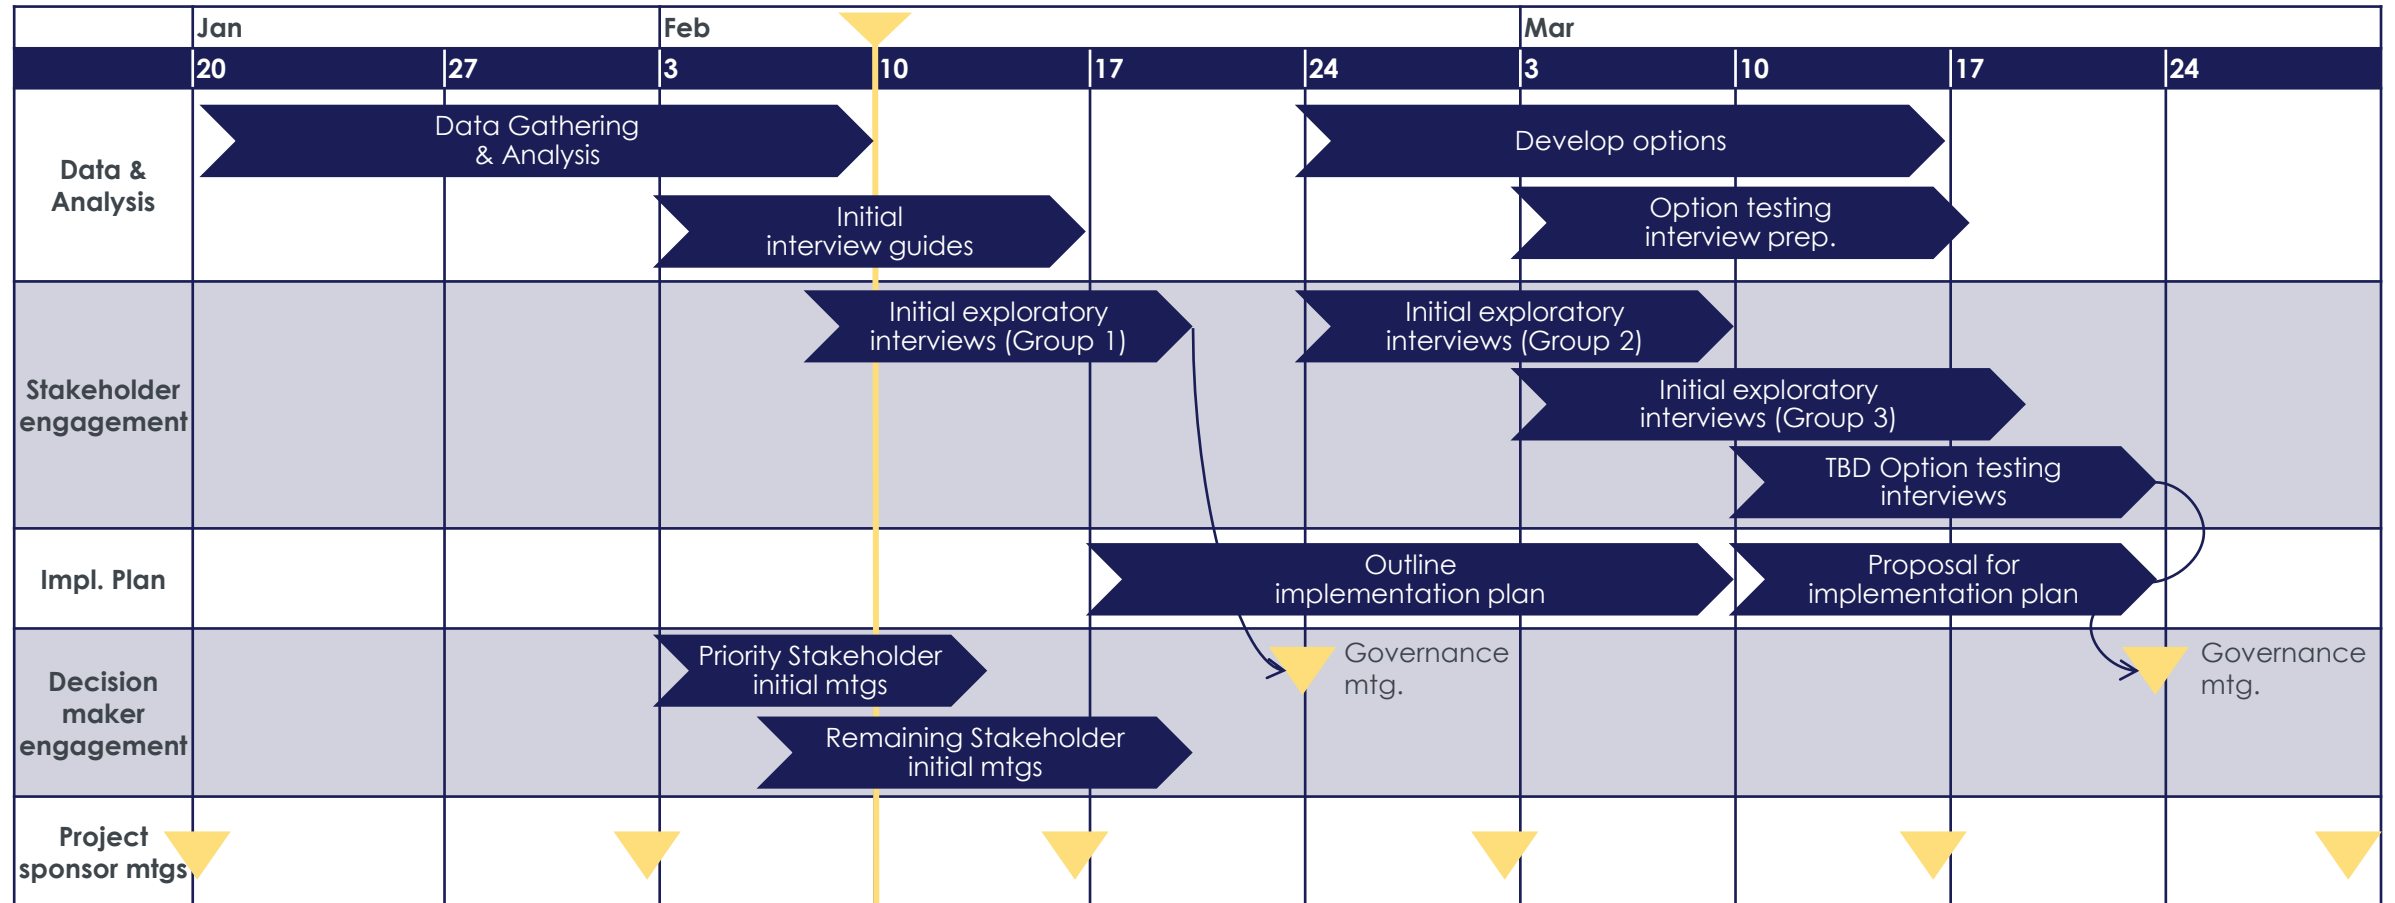 Jan
Feb
Mar
20
27
3
10
17
24
3
10
17
24
Data &
Analysis
Data Gathering
& Analysis
Develop options
Initial
interview guides
Option testing
interview prep.
Stakeholder
engagement
Initial exploratory
interviews (Group 1)
Initial exploratory
interviews (Group 2)
Initial exploratory
interviews (Group 3)
TBD Option testing
interviews
Impl. Plan
Outline
implementation plan
Proposal for
implementation plan
Decision
maker
engagement
Priority Stakeholder
initial mtgs
Governance
mtg.
Governance
mtg.
Remaining Stakeholder
initial mtgs
Project
sponsor mtgs